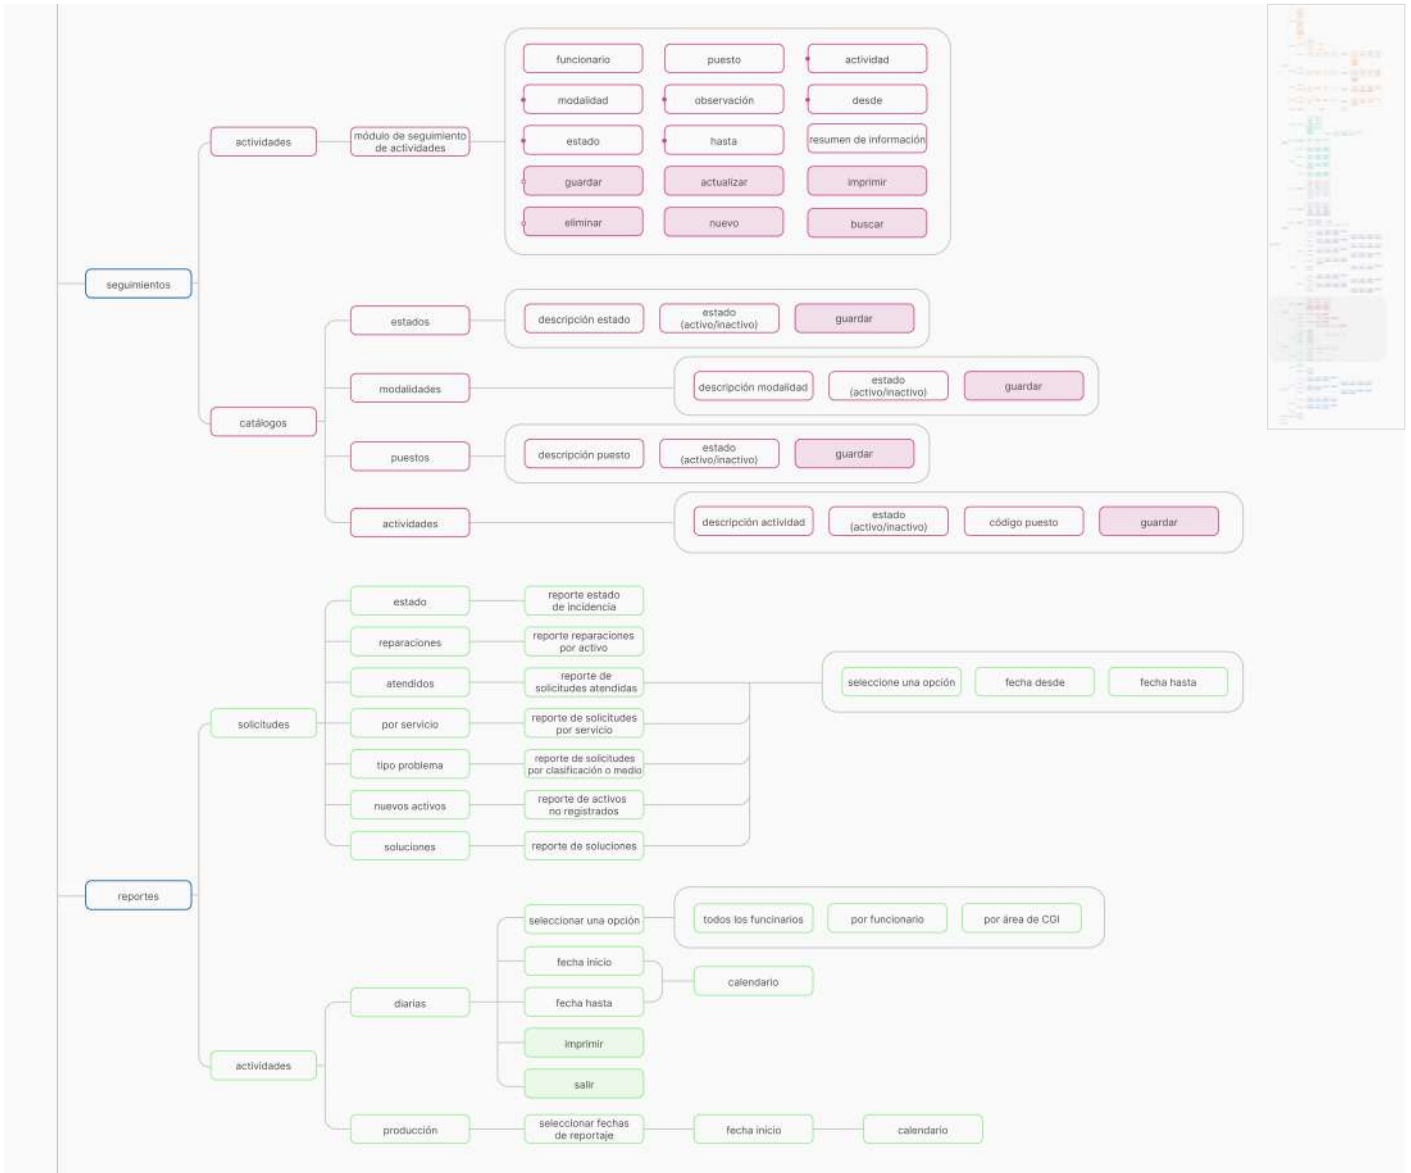 funcionario
puesto
actividad
modalidad
observación
desde
actividades
módulo de seguimiento
de actividades
estado
hasta
resumen de información
guardar
actualizar
imprimir
eliminar
nuevo
buscar
seguimientos
estados
descripción estado
estado
(activo/inactivo)
guardar
modalidades
descripción modalidad
estado
(activo/inactivo)
guardar
catálogos
puestos
descripción puesto
estado
(activo/inactivo)
guardar
actividades
descripción actividad
estado
(activo/inactivo)
código puesto
guardar
estado
reporte estado
de incidencia
reparaciones
reporte reparaciones
por activo
atendidos
reporte de
solicitudes atendidas
seleccione una opción
fecha desde
fecha hasta
solicitudes
por servicio
reporte de solicitudes
por servicio
tipo problema
reporte de solicitudes
por clasificación o medio
nuevos activos
reporte de activos
no registrados
soluciones
reporte de soluciones
reportes
seleccionar una opción
todos los funcinarios
por funcionario
por área de CGI
fecha inicio
calendario
diarias
fecha hasta
imprimir
actividades
salir
producción
seleccionar fechas
de reportaje
fecha inicio
calendario